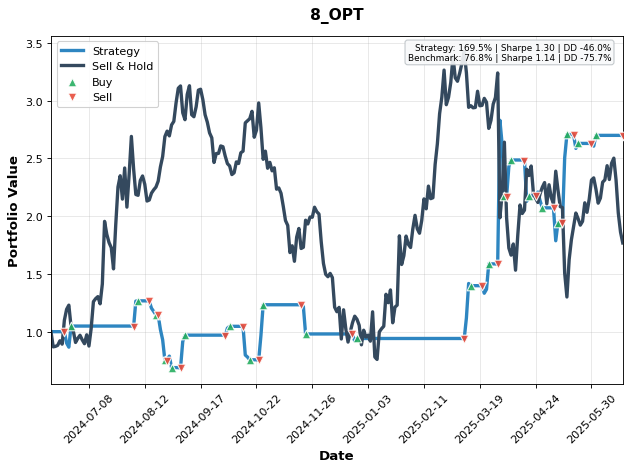 8_OPT
Strategy
Sell & Hold
Buy
Sell
Strategy: 169.5% | Sharpe 1.30 | DD -46.0%
Benchmark: 76.8% | Sharpe 1.14 | DD -75.7%
Portfolio Value
3.5
3.0
2.5
2.0
1.5
1.0
2024-07-08
2024-08-12
2024-09-17
2024-10-22
2024-11-26
2025-01-03
2025-02-11
2025-03-19
2025-04-24
2025-05-30
Date